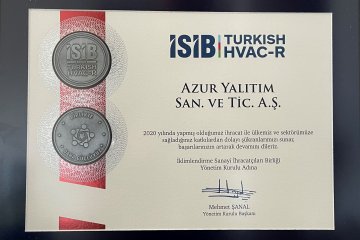 İSİB TURKISH HVAC-R
İSİB
TURKISH
HVAC-R
AZUR YALITIM
SAN. VE TİC. A.Ş.
2020 yılında yapmış olduğunuz ihracat ile ülkemiz ve sektörümüze
sağladığınız katkılardan dolayı şükranlarımızı sunar,
başarılarınızın artarak devamını dileriz.
İklimlendirme Sanayi İhracatçıları Birliği
Yönetim Kurulu Adına
Mehmet ŞANAL
Yönetim Kurulu Başkanı